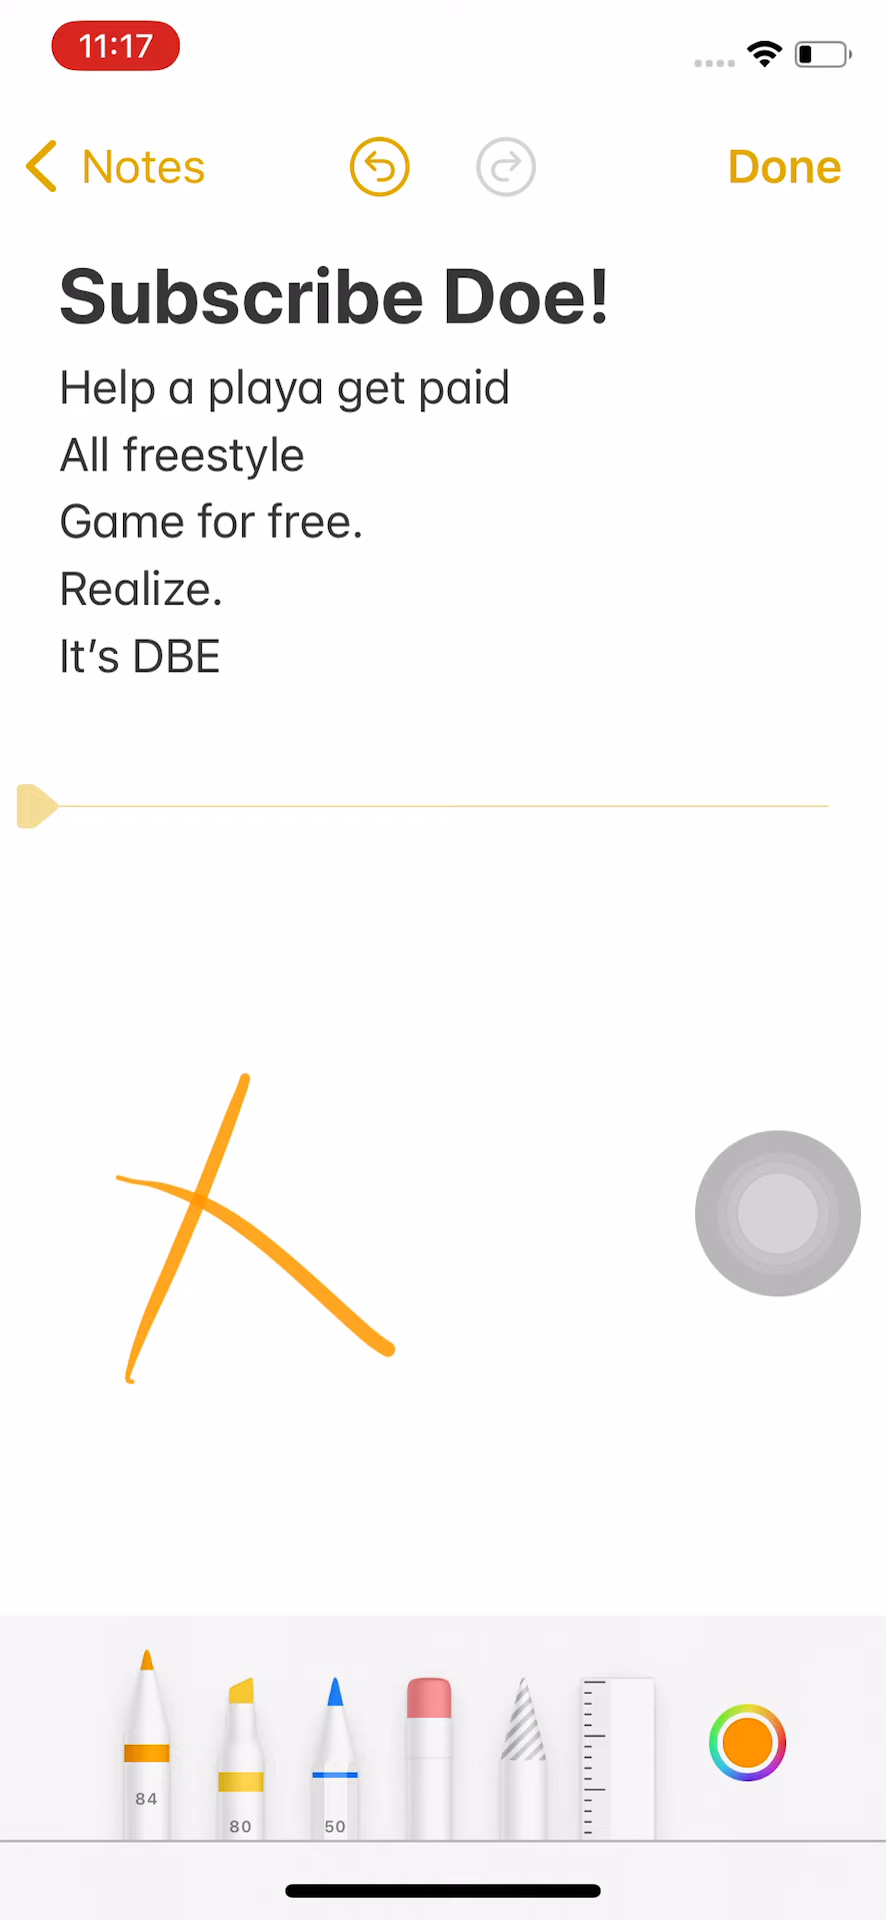 11:17
Notes
Done
Subscribe Doe!
Help a playa get paid
All freestyle
Game for free.
Realize.
It's DBE
84
80
50